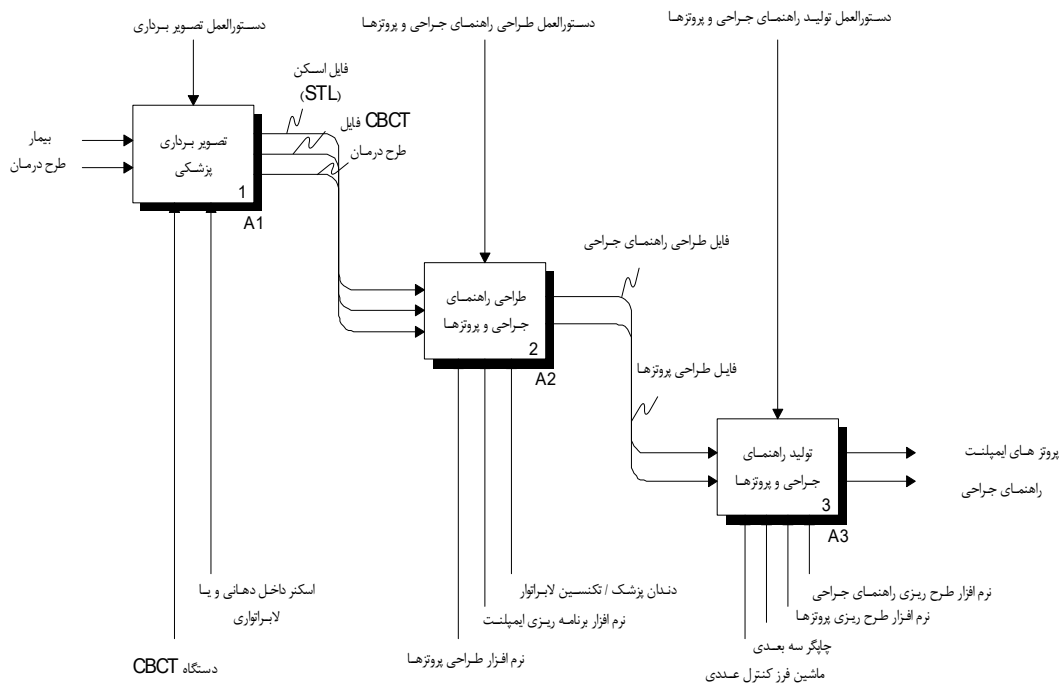 دستورالعمل تصویر برداری
دستورالعمل طراحی راهنمای جراحی و پروتزها
دستورالعمل تولید راهنمای جراحی و پروتزها
فایل اسکن
(STL)
فایل CBCT
طرح درمان
بیمار
طرح درمان
تصویر برداری
پزشکی
1
A1
فایل طراحی راهنمای جراحی
طراحی راهنمای
جراحی و پروتزها
2
A2
فایل طراحی پروتزها
تولید راهنمای
جراحی و پروتزها
3
A3
پروتز های ایمپلنت
راهنمای جراحی
اسکنر داخل دهانی و یا
لابراتواری
دستگاه CBCT
دندان پزشک / تکنسین لابراتوار
نرم افزار برنامه ریزی ایمپلنت
نرم افزار طراحی پروتزها
نرم افزار طرح ریزی راهنمای جراحی
نرم افزار طرح ریزی پروتزها
چاپگر سه بعدی
ماشین فرز کنترل عددی